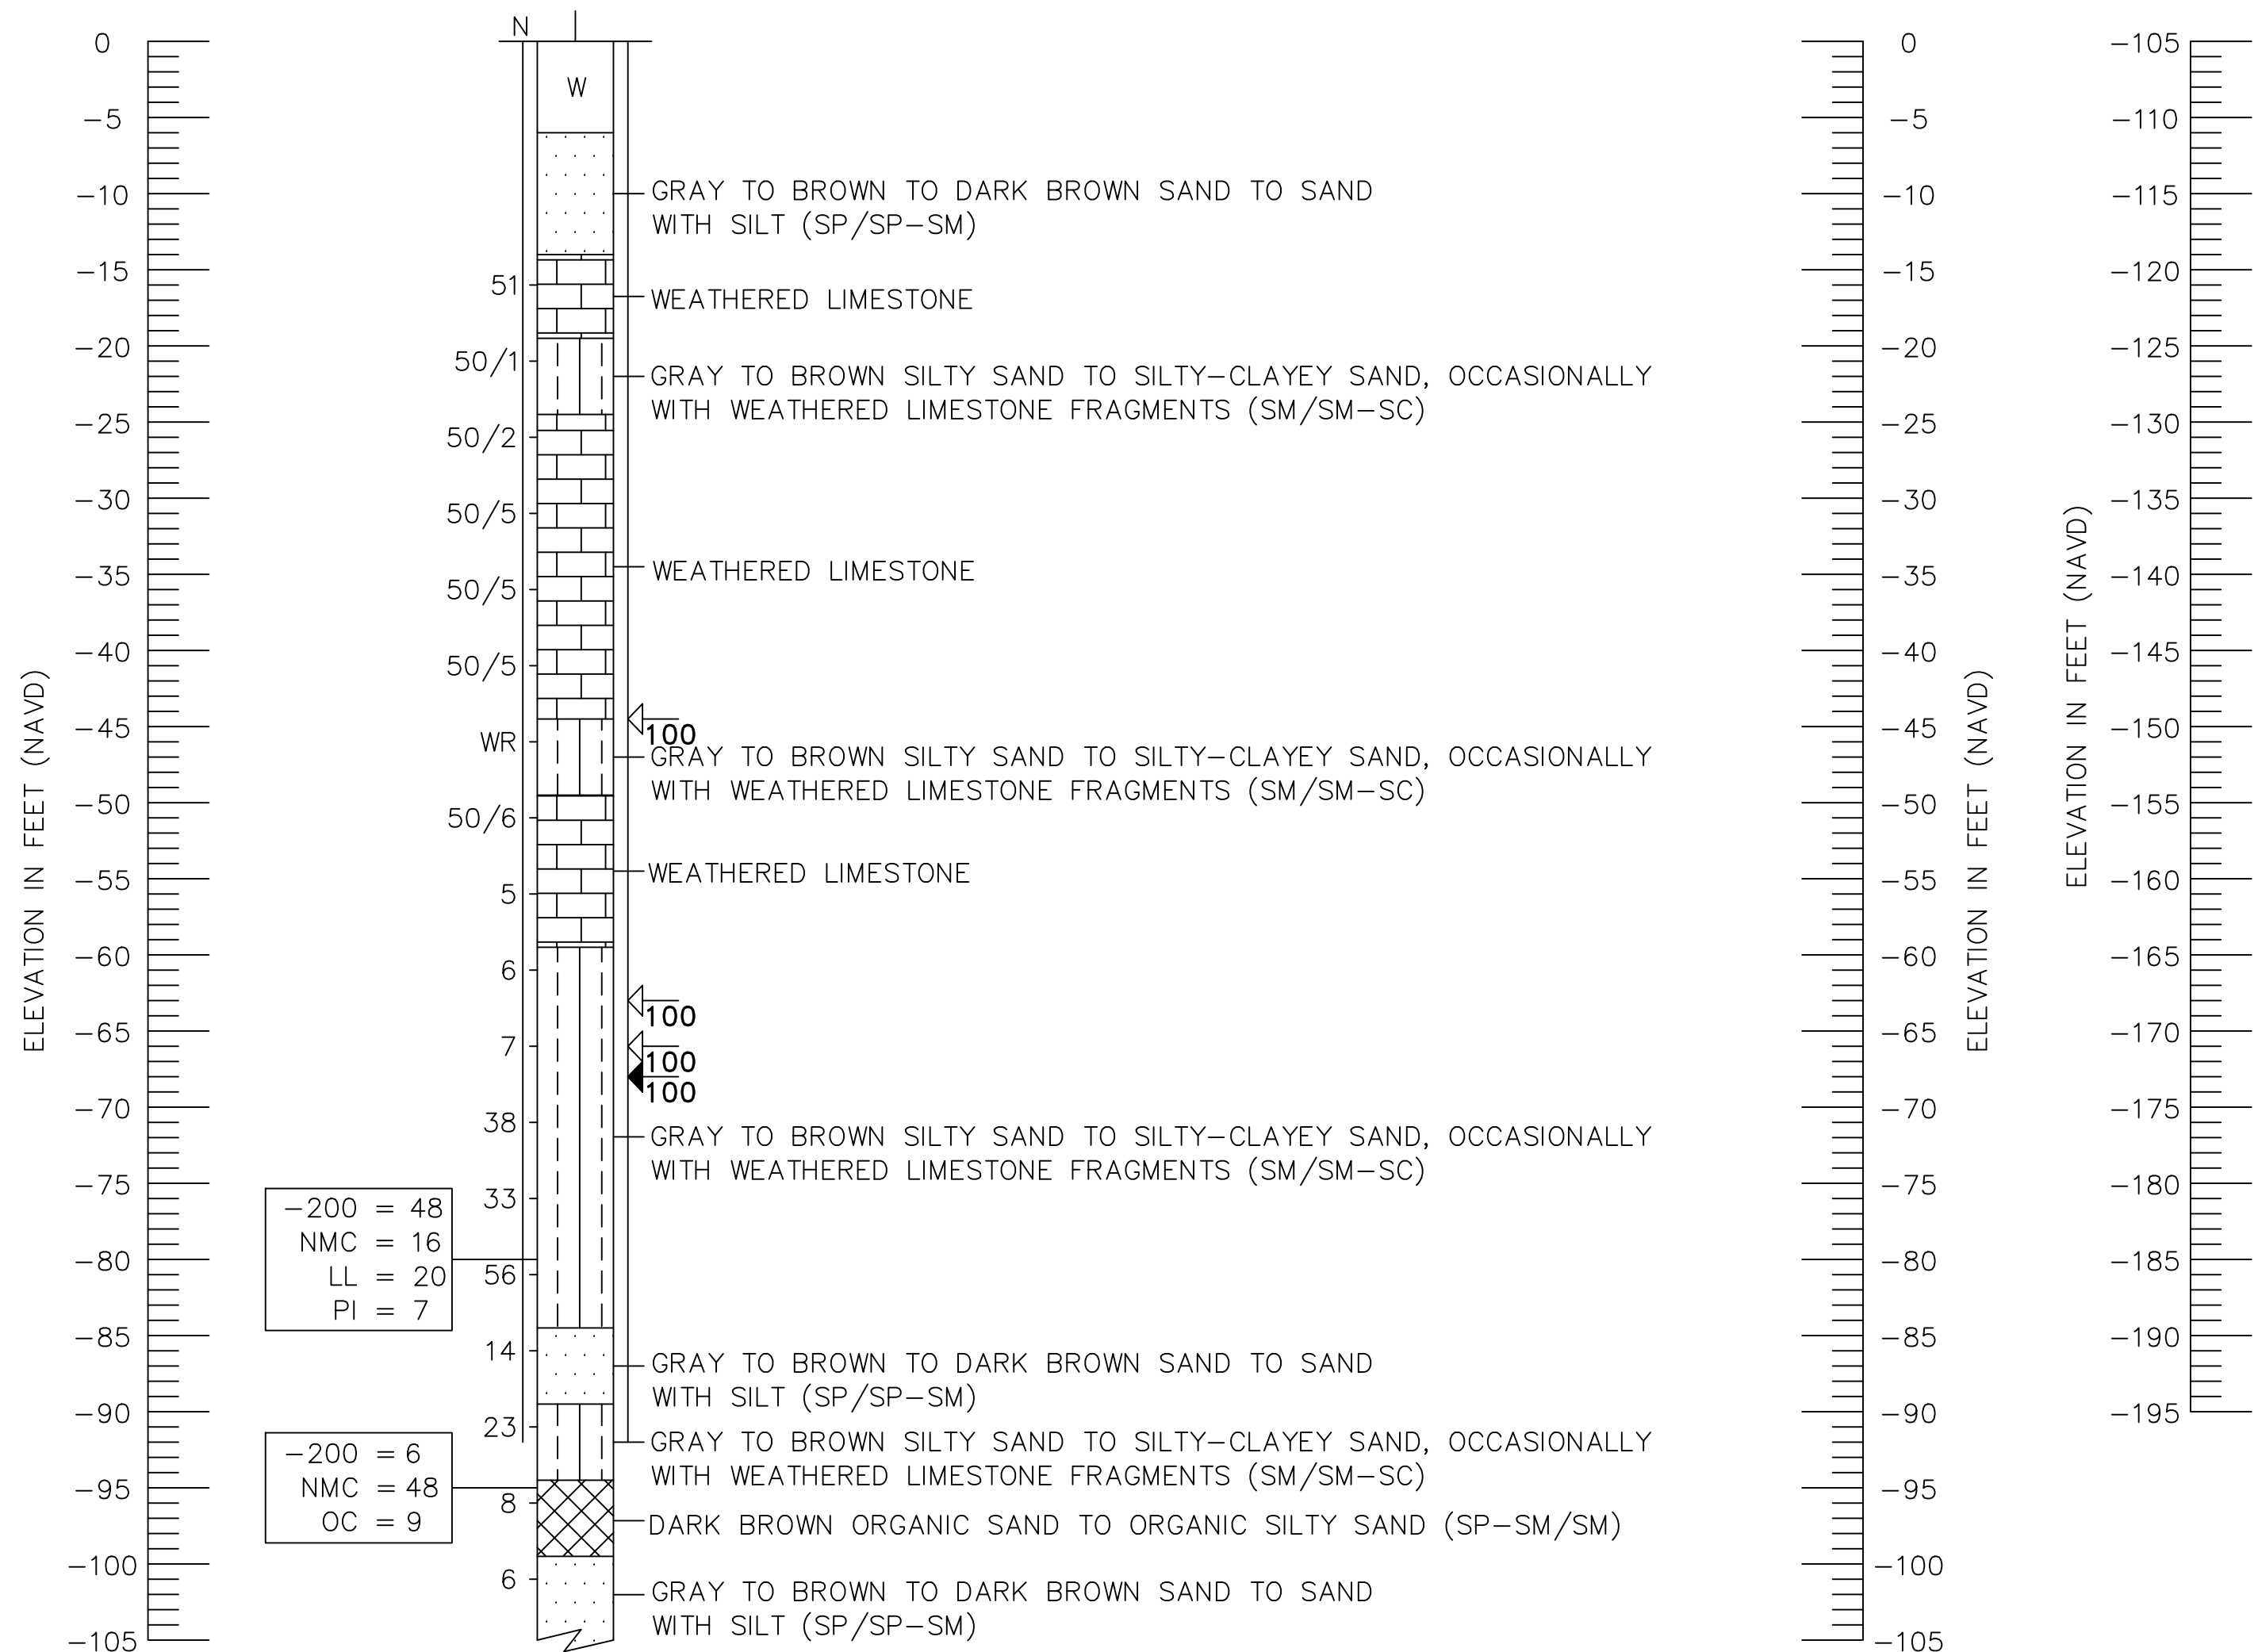 N
W
0
-5
-10
-15
-20
-25
-30
-35
-40
-45
-50
-55
-60
-65
-70
-75
-80
-85
-90
-95
-100
-105
ELEVATION IN FEET (NAVD)
51
50/1
50/2
50/5
50/5
50/5
WR
50/6
5
6
7
38
33
56
14
23
8
6
-200 = 48
NMC = 16
LL = 20
PI = 7
-200 = 6
NMC = 48
OC = 9
GRAY TO BROWN TO DARK BROWN SAND TO SAND
WITH SILT (SP/SP-SM)
WEATHERED LIMESTONE
GRAY TO BROWN SILTY SAND TO SILTY-CLAYEY SAND, OCCASIONALLY
WITH WEATHERED LIMESTONE FRAGMENTS (SM/SM-SC)
WEATHERED LIMESTONE
100
GRAY TO BROWN SILTY SAND TO SILTY-CLAYEY SAND, OCCASIONALLY
WITH WEATHERED LIMESTONE FRAGMENTS (SM/SM-SC)
WEATHERED LIMESTONE
100
100
100
GRAY TO BROWN SILTY SAND TO SILTY-CLAYEY SAND, OCCASIONALLY
WITH WEATHERED LIMESTONE FRAGMENTS (SM/SM-SC)
GRAY TO BROWN TO DARK BROWN SAND TO SAND
WITH SILT (SP/SP-SM)
GRAY TO BROWN SILTY SAND TO SILTY-CLAYEY SAND, OCCASIONALLY
WITH WEATHERED LIMESTONE FRAGMENTS (SM/SM-SC)
DARK BROWN ORGANIC SAND TO ORGANIC SILTY SAND (SP-SM/SM)
GRAY TO BROWN TO DARK BROWN SAND TO SAND
WITH SILT (SP/SP-SM)
0
-5
-10
-15
-20
-25
-30
-35
-40
-45
-50
-55
-60
-65
-70
-75
-80
-85
-90
-95
-100
-105
ELEVATION IN FEET (NAVD)
ELEVATION IN FEET (NAVD)
-105
-110
-115
-120
-125
-130
-135
-140
-145
-150
-155
-160
-165
-170
-175
-180
-185
-190
-195